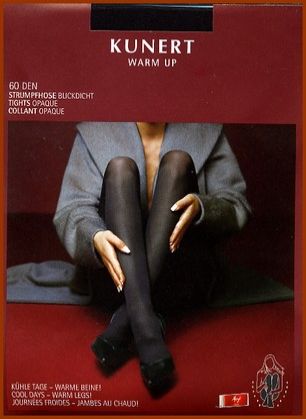 KUNERT
WARM UP
60 DEN
STRUMPFHOSE BLICKDICHT
TIGHTS OPAQUE
COLLANT OPAQUE
KÜHLE TAGE – WARME BEINE!
COOL DAYS – WARM LEGS!
JOURNÉES FROIDES – JAMBES AU CHAUD!